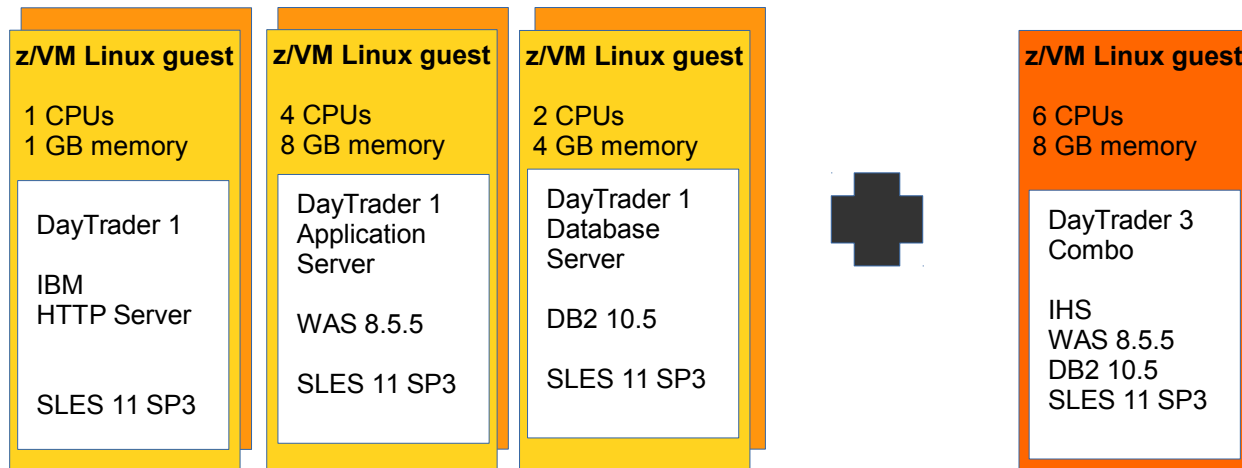 z/VM Linux guest
1 CPUs
1 GB memory
DayTrader 1
IBM
HTTP Server
SLES 11 SP3
z/VM Linux guest
4 CPUs
8 GB memory
DayTrader 1
Application
Server
WAS 8.5.5
SLES 11 SP3
z/VM Linux guest
2 CPUs
4 GB memory
DayTrader 1
Database
Server
DB2 10.5
SLES 11 SP3
z/VM Linux guest
6 CPUs
8 GB memory
DayTrader 3
Combo
IHS
WAS 8.5.5
DB2 10.5
SLES 11 SP3